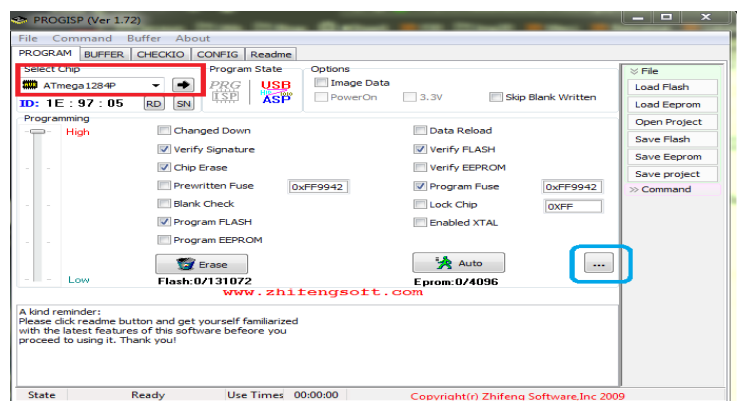 PROGISP (Ver 1.72)
File Command Buffer About
PROGRAM BUFFER CHECKIO CONFIG Readme
Select Chip
ATmega1284P
ID: 1E : 97 : 05 RD SN
Program State
PRG ISP USB ASP
Options
Image Data
PowerOn 3.3V Skip Blank Written
Programming
High
Low
Changed Down
Verify Signature
Chip Erase
Prewritten Fuse 0xFF9942
Blank Check
Program FLASH
Program EEPROM
Data Reload
Verify FLASH
Verify EEPROM
Program Fuse 0xFF9942
Lock Chip 0XFF
Enabled XTAL
Erase Auto ...
Flash:0/131072 Eprom:0/4096
www.zhifengsoft.com
File
Load Flash
Load Eeprom
Open Project
Save Flash
Save Eeprom
Save project
Command
A kind reminder:
Please click readme button and get yourself familiarized
with the latest features of this software befeore you
proceed to using it. Thank you!
State Ready Use Times 00:00:00 Copyright(r) Zhifeng Software,Inc 2009